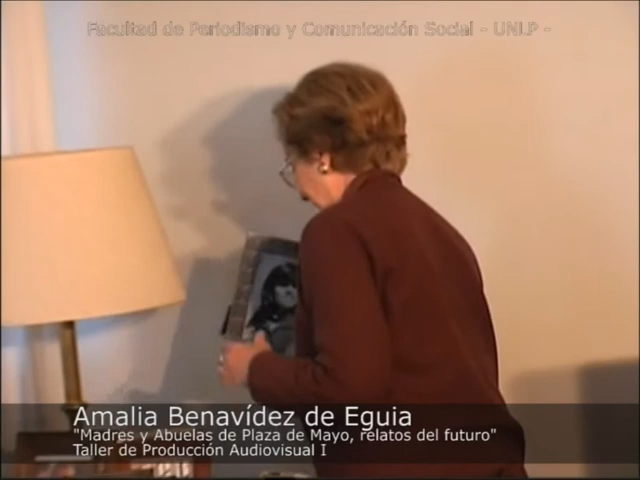 Facultad de Periodismo y Comunicación Social - UNLP -
Amalia Benavídez de Eguia
"Madres y Abuelas de Plaza de Mayo, relatos del futuro"
Taller de Producción Audiovisual I